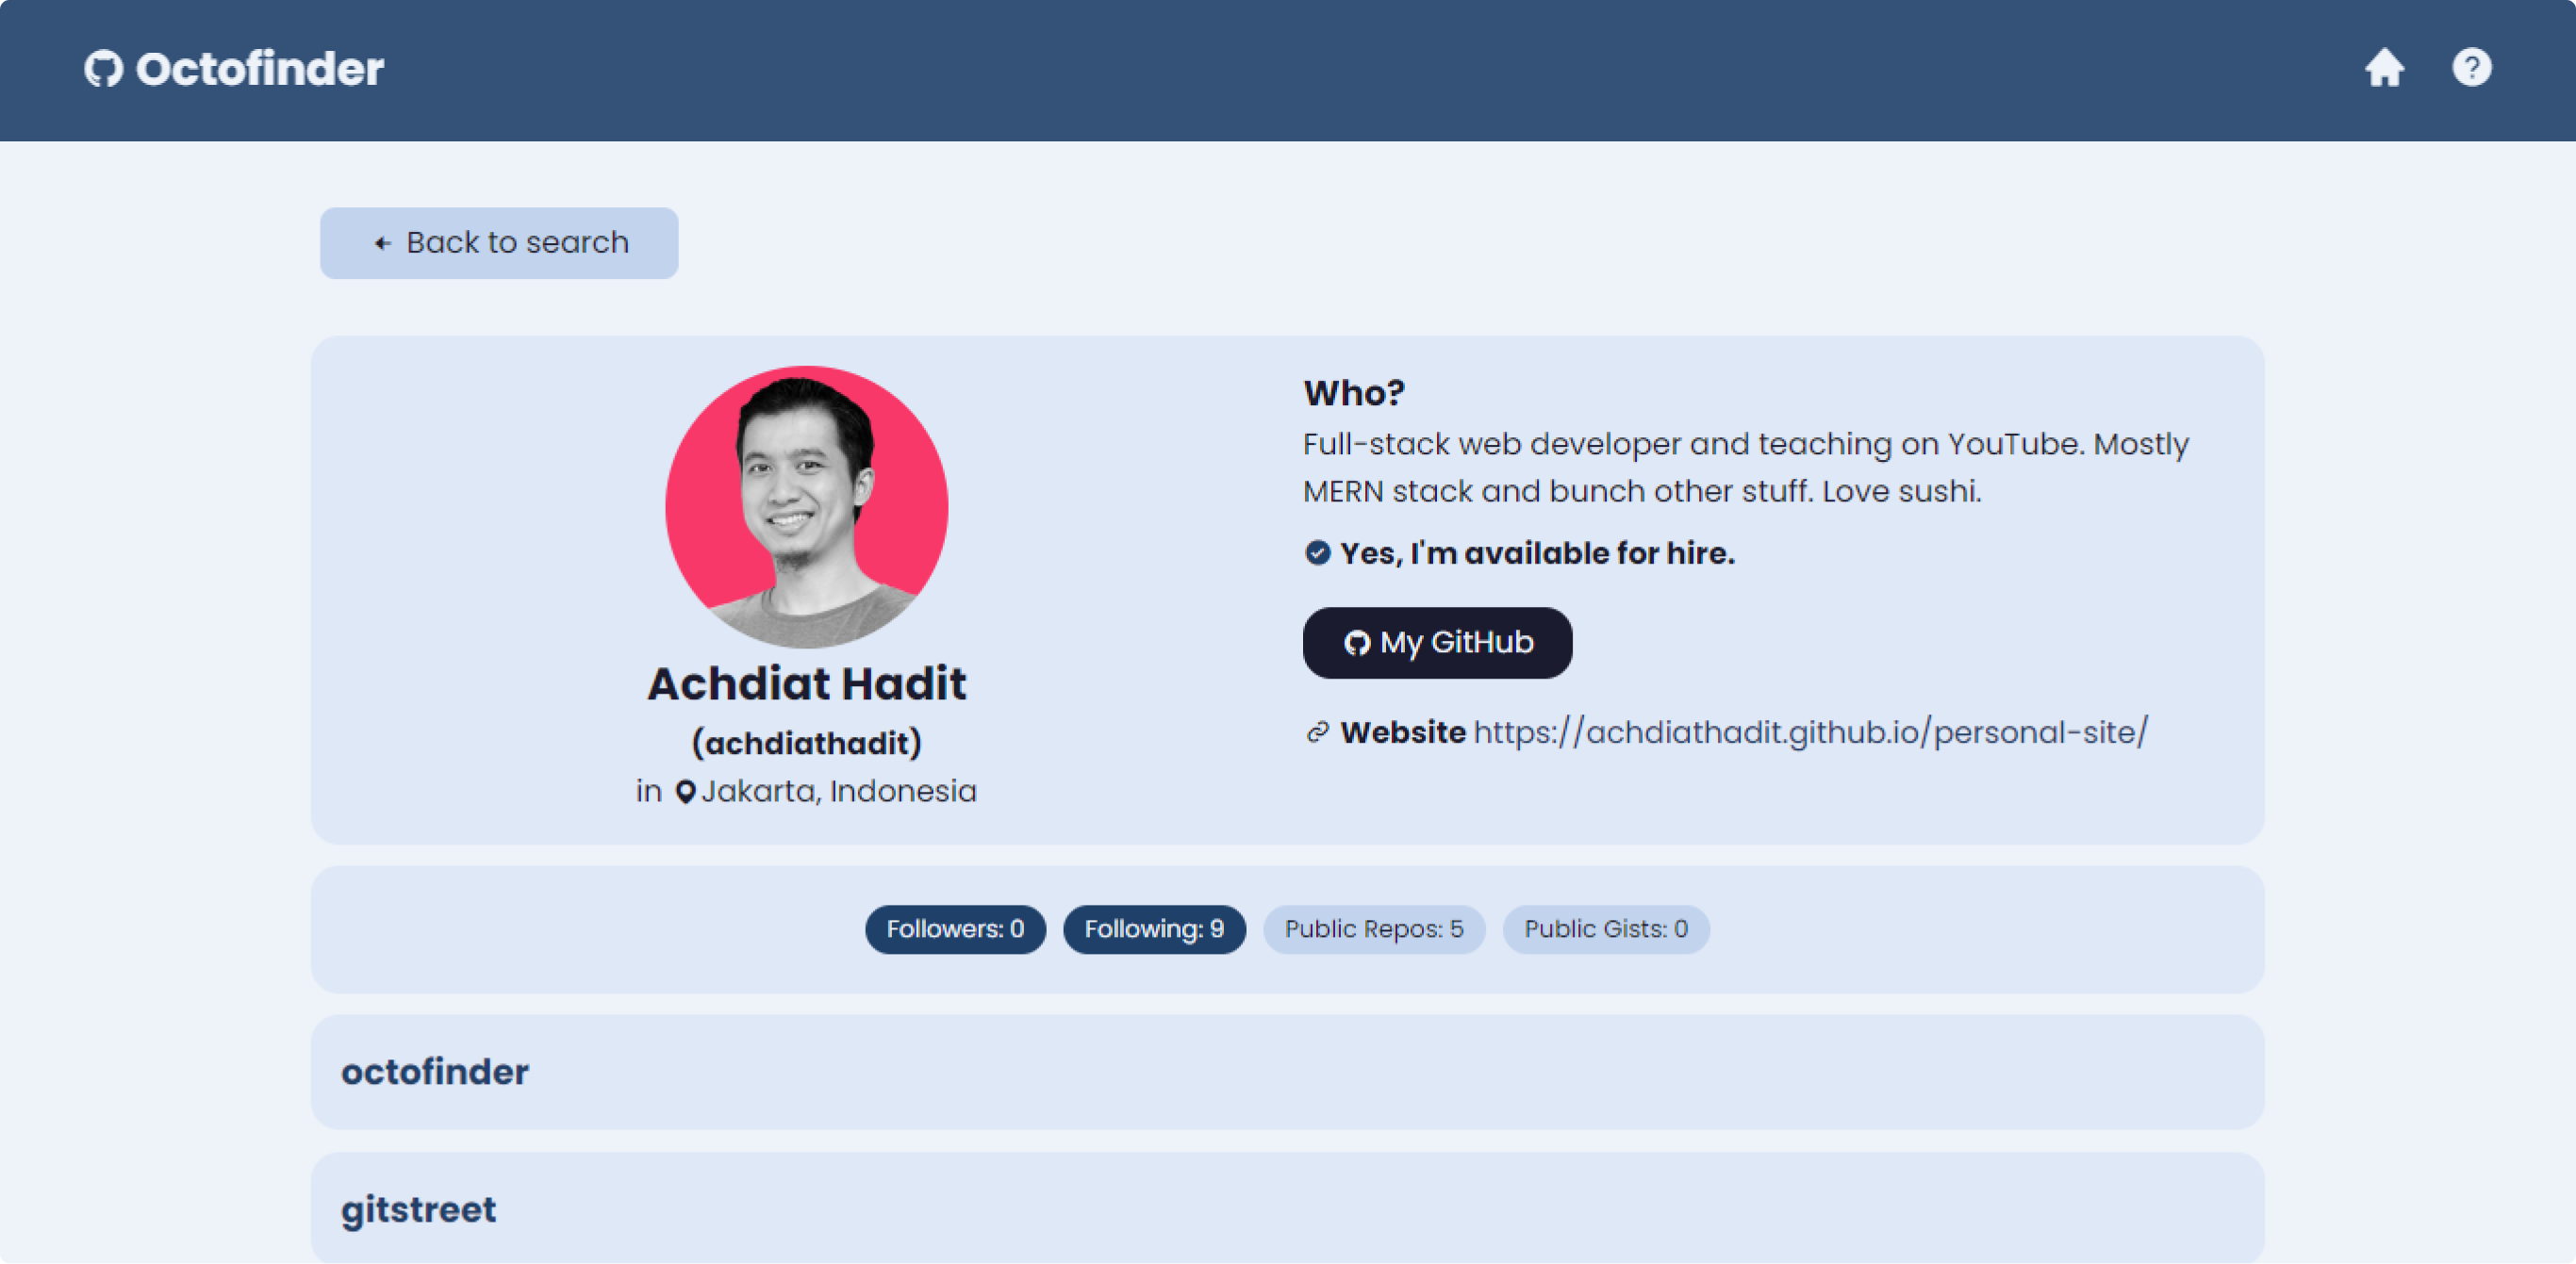 Octofinder
Back to search
Achdiat Hadit
(achdiathadit)
in Jakarta, Indonesia
Who?
Full-stack web developer and teaching on YouTube. Mostly
MERN stack and bunch other stuff. Love sushi.
Yes, I'm available for hire.
My GitHub
Website https://achdiathadit.github.io/personal-site/
Followers: 0 Following: 9 Public Repos: 5 Public Gists: 0
octofinder
gitstreet